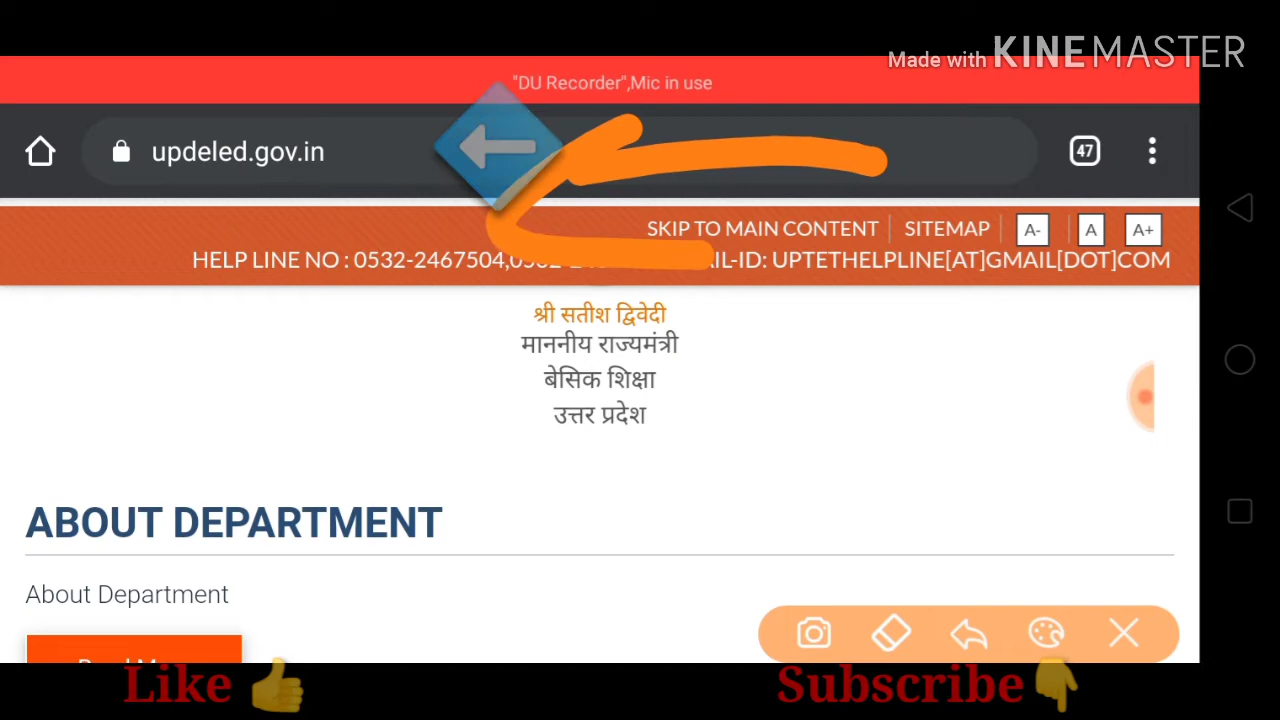 Made with KINEMASTER
"DU Recorder",Mic in use
updeled.gov.in
47
SKIP TO MAIN CONTENT SITEMAP A- A A+
HELP LINE NO : 0532-2467504, MAIL-ID: UPTETHELPLINE[AT]GMAIL[DOT]COM
श्री सतीश द्विवेदी
माननीय राज्यमंत्री
बेसिक शिक्षा
उत्तर प्रदेश
ABOUT DEPARTMENT
About Department
Like Subscribe